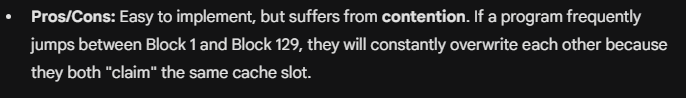 • Pros/Cons: Easy to implement, but suffers from contention. If a program frequently
jumps between Block 1 and Block 129, they will constantly overwrite each other because
they both "claim" the same cache slot.